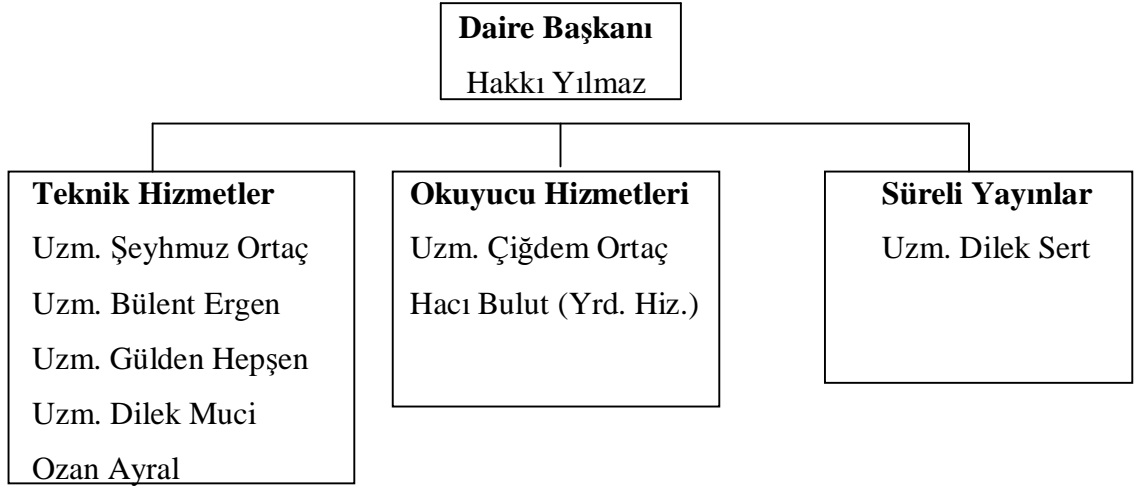 Daire Başkanı
Hakkı Yılmaz
Teknik Hizmetler
Uzm. Şeyhmuz Ortaç
Uzm. Bülent Ergen
Uzm. Gülden Hepşen
Uzm. Dilek Muci
Ozan Ayral
Okuyucu Hizmetleri
Uzm. Çiğdem Ortaç
Hacı Bulut (Yrd. Hiz.)
Süreli Yayınlar
Uzm. Dilek Sert